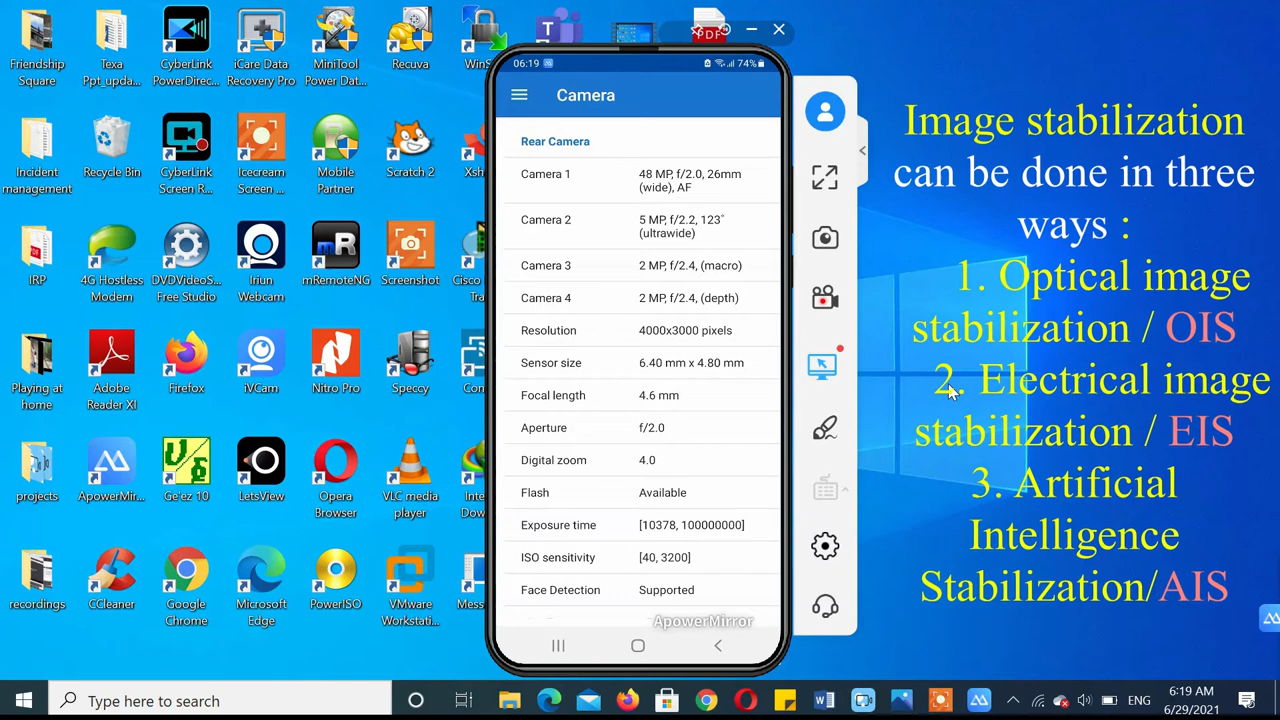 Friendship
Square
Texa
Ppt_upda...
CyberLink
PowerDirec...
iCare Data
Recovery Pro
MiniTool
Power Dat...
Recuva
WinS
PDF
Incident
management
Recycle Bin
CyberLink
Screen R...
Icecream
Screen ...
Mobile
Partner
Scratch 2
Xsh
IRP
4G Hostless
Modem
DVDVideoS...
Free Studio
Iriun
Webcam
mRemoteNG
Screenshot
Cisco
Tra
Playing at
home
Adobe
Reader XI
Firefox
iVCam
Nitro Pro
Speccy
Con
projects
ApowerMir...
Ge'ez 10
LetsView
Opera
Browser
VLC media
player
Inte
Dow
recordings
CCleaner
Google
Chrome
Microsoft
Edge
PowerISO
VMware
Workstati...
Mess
06:19
74%
Camera
Rear Camera
Camera 1 48 MP, f/2.0, 26mm
(wide), AF
Camera 2 5 MP, f/2.2, 123°
(ultrawide)
Camera 3 2 MP, f/2.4, (macro)
Camera 4 2 MP, f/2.4, (depth)
Resolution 4000x3000 pixels
Sensor size 6.40 mm x 4.80 mm
Focal length 4.6 mm
Aperture f/2.0
Digital zoom 4.0
Flash Available
Exposure time [10378, 100000000]
ISO sensitivity [40, 3200]
Face Detection Supported
ApowerMirror
Image stabilization
can be done in three
ways :
1. Optical image
stabilization / OIS
2. Electrical image
stabilization / EIS
3. Artificial
Intelligence
Stabilization/AIS
Type here to search
ENG
6:19 AM
6/29/2021